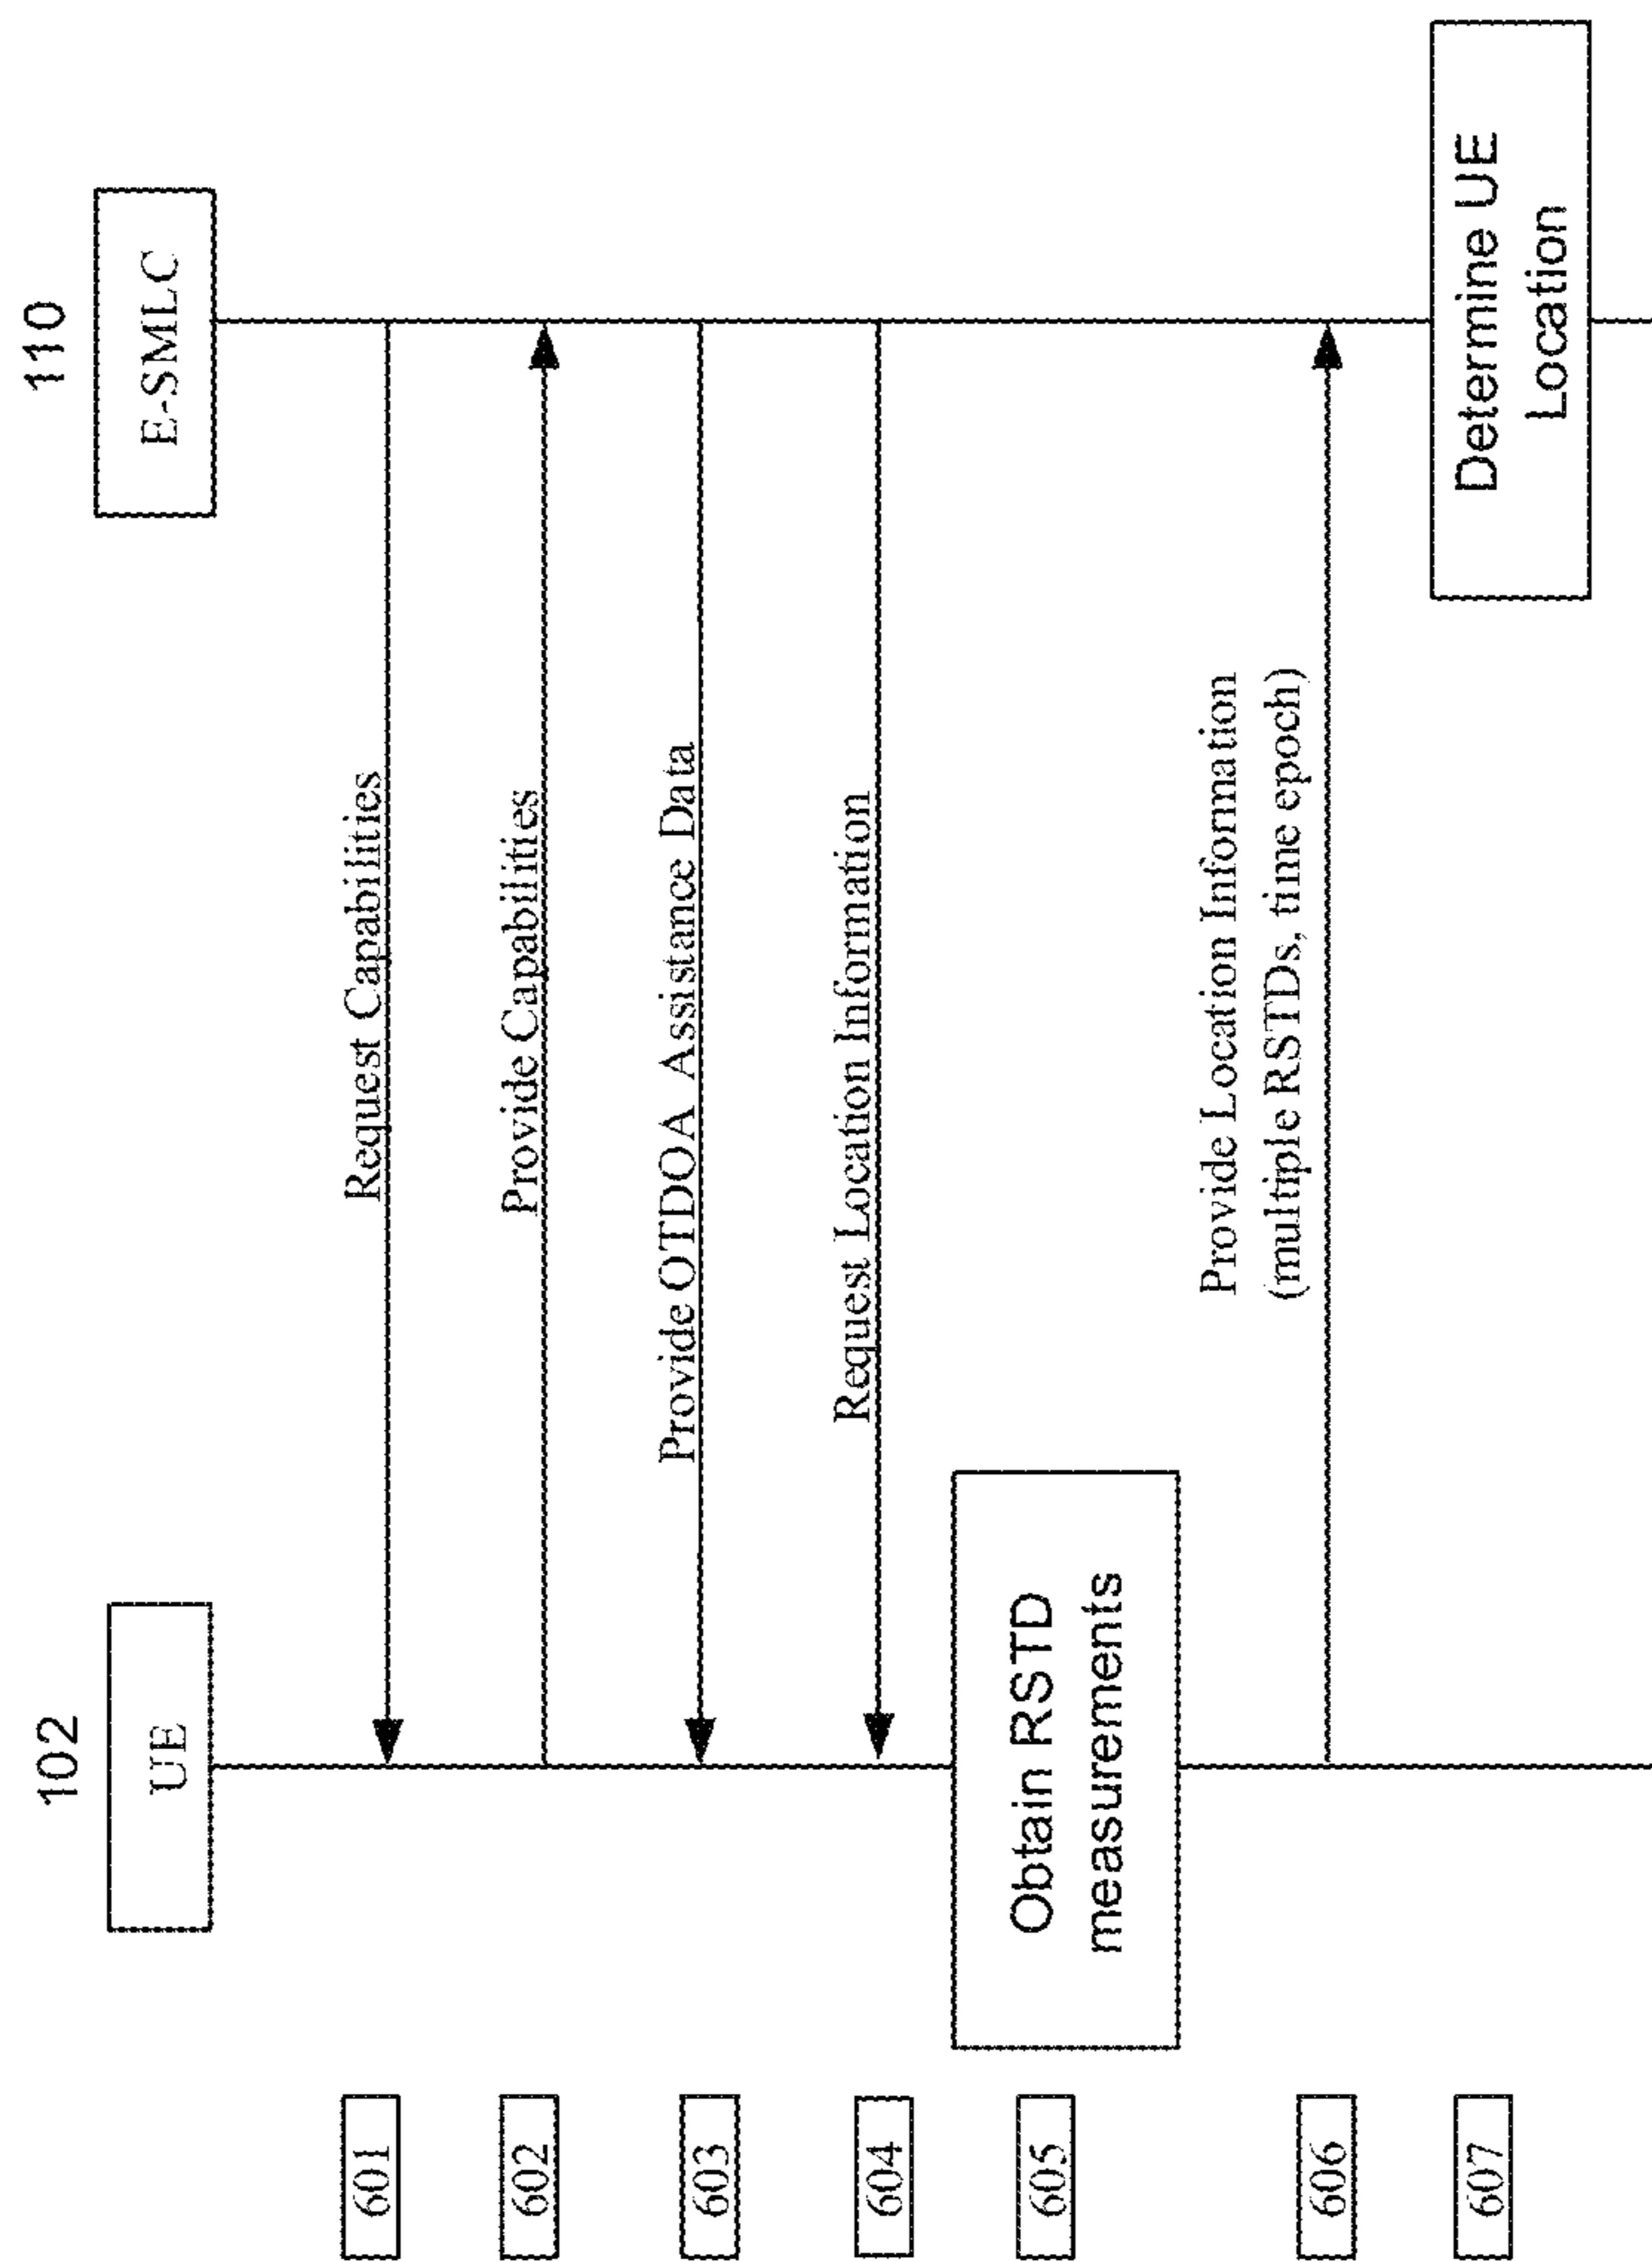 102
110
UE
E-SMLC
601
Request Capabilities
602
Provide Capabilities
603
Provide OTDOA Assistance Data
604
Request Location Information
605
Obtain RSTD
measurements
606
Provide Location Information
(multiple RSTDs, time epoch)
607
Determine UE
Location